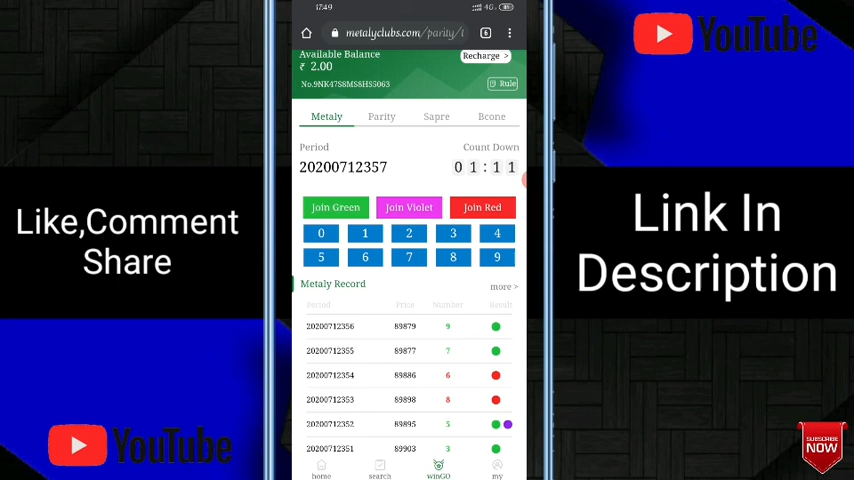 17:49
4G
metalyclubs.com/parity/t
6
Available Balance
₹ 2.00
Recharge >
No.9NK47S8MS8HS5063
Rule
Metaly Parity Sapre Bcone
Period Count Down
20200712357 01:11
Join Green Join Violet Join Red
0 1 2 3 4
5 6 7 8 9
Metaly Record
more >
Period Price Number Result
20200712356 89879 9
20200712355 89877 7
20200712354 89886 6
20200712353 89898 8
20200712352 89895 5
20200712351 89903 3
home search winGO my
Like,Comment
Share
Link In
Description
YouTube
YouTube
SUBSCRIBE
NOW